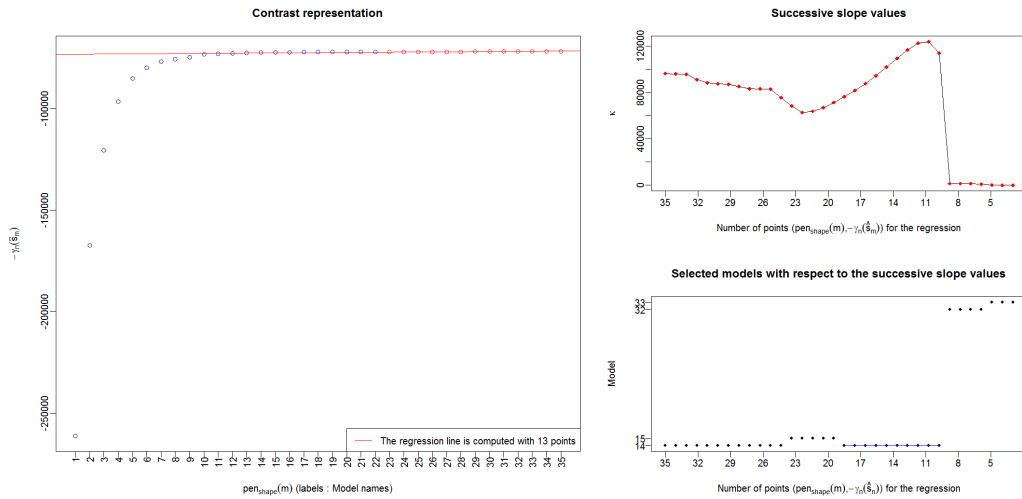 Contrast representation
-100000
-150000
-200000
-250000
− γn(ŝm)
The regression line is computed with 13 points
1 2 3 4 5 6 7 8 9 10 11 12 13 14 15 16 17 18 19 20 21 22 23 24 25 26 27 28 29 30 31 32 33 34 35
penshape(m) (labels : Model names)
Successive slope values
120000
80000
40000
0
κ
35 32 29 26 22 20 17 14 11 8 5
Number of points (penshape(m),−γn(ŝm)) for the regression
Selected models with respect to the successive slope values
33
32
15
14
Model
35 32 29 26 22 20 17 14 11 8 5
Number of points (penshape(m),−γn(ŝn)) for the regression